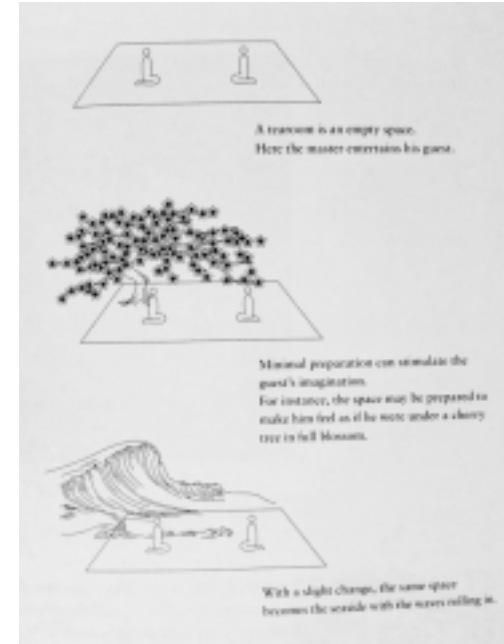 A tearoom is an empty space.
Here the master entertains his guest.
Minimal preparation can stimulate the
guest's imagination.
For instance, the space may be prepared to
make him feel as if he were under a cherry
tree in full blossom.
With a slight change, the same space
becomes the seaside with the waves rolling in.